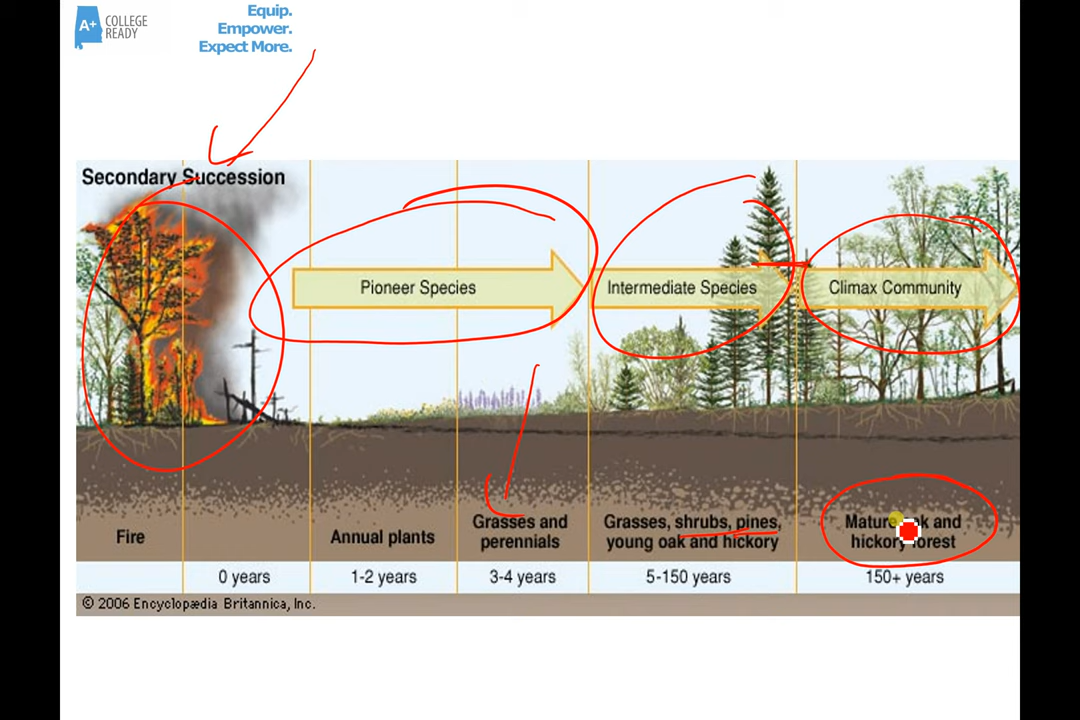 A+ COLLEGE
READY
Equip.
Empower.
Expect More.
Secondary Succession
Pioneer Species
Intermediate Species
Climax Community
Fire
Annual plants
Grasses and
perennials
Grasses, shrubs, pines,
young oak and hickory
Mature and
hickory forest
0 years
1-2 years
3-4 years
5-150 years
150+ years
© 2006 Encyclopædia Britannica, Inc.